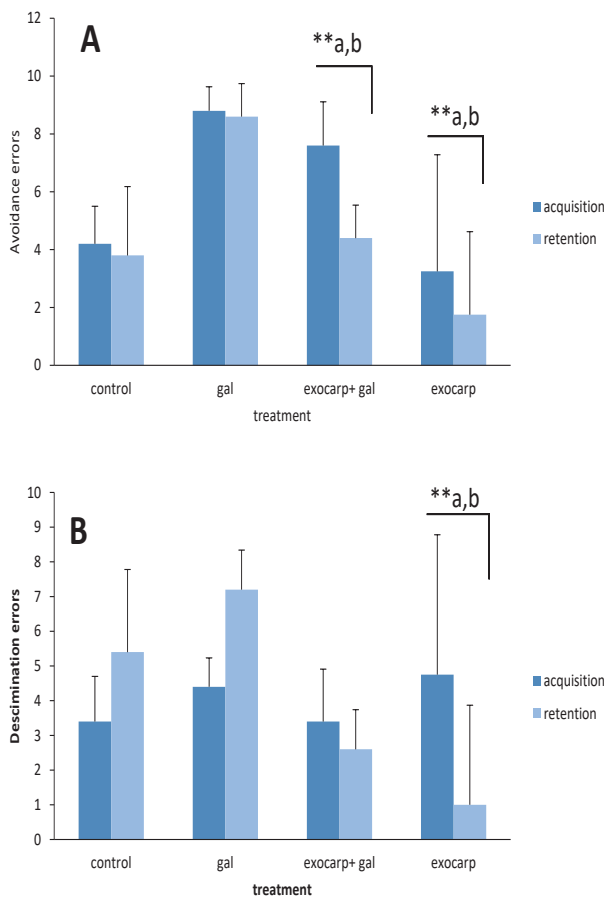 A
**a,b
**a,b
12
10
8
6
4
2
0
Avoidance errors
control
gal
exocarp+ gal
exocarp
treatment
acquisition
retention
B
**a,b
10
9
8
7
6
5
4
3
2
1
0
Descimination errors
control
gal
exocarp+ gal
exocarp
treatment
acquisition
retention